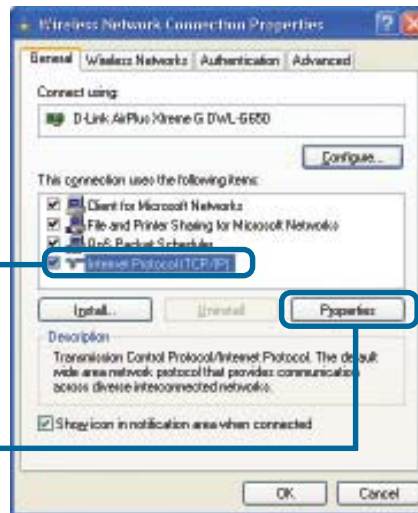 Wireless Network Connection Properties
General Wireless Networks Authentication Advanced
Connect using:
D-Link AirPlus Xtreme G DWL-G650
Configure...
This connection uses the following items:
Client for Microsoft Networks
File and Printer Sharing for Microsoft Networks
QoS Packet Scheduler
Internet Protocol (TCP/IP)
Install... Uninstall Properties
Description
Transmission Control Protocol/Internet Protocol. The default
wide area network protocol that provides communication
across diverse interconnected networks.
Show icon in notification area when connected
OK Cancel